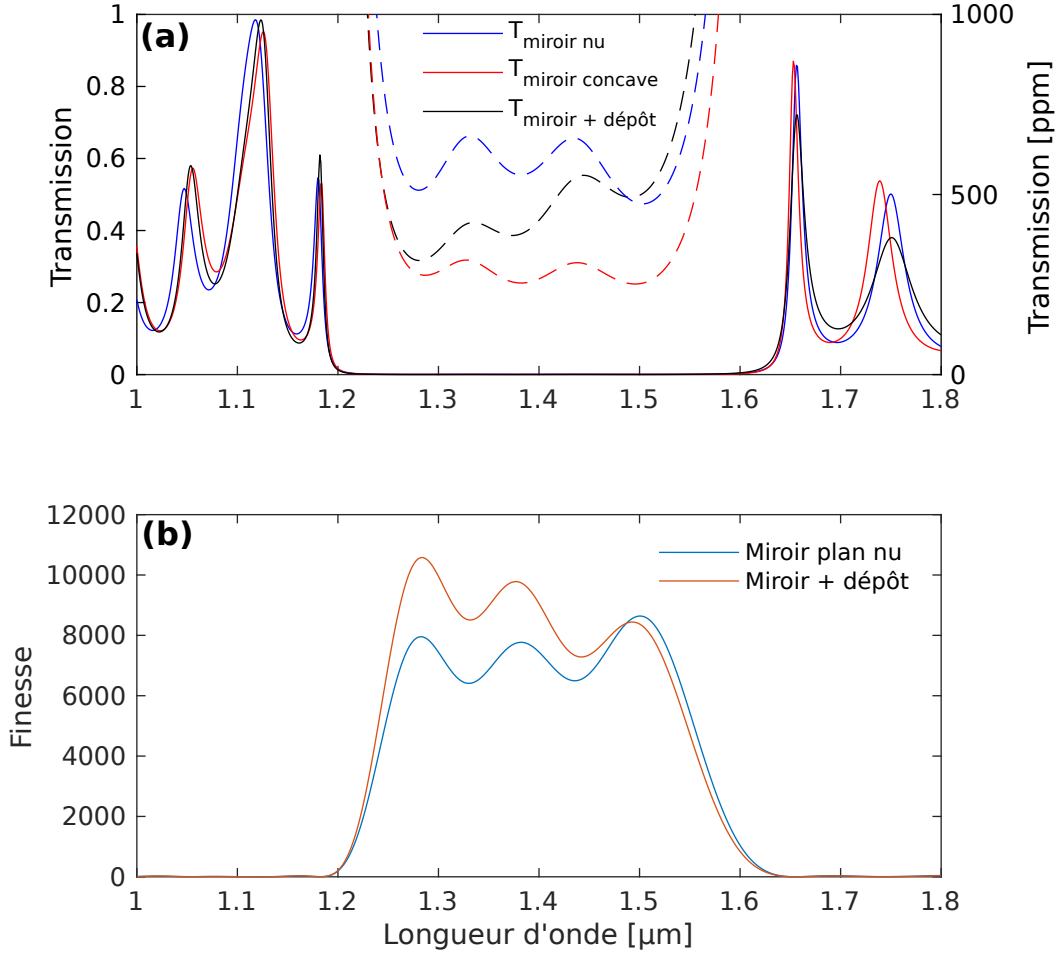 (a)
T miroir nu
T miroir concave
T miroir + dépôt
Transmission
Transmission [ppm]
1
0.8
0.6
0.4
0.2
0
1000
500
0
1 1.1 1.2 1.3 1.4 1.5 1.6 1.7 1.8
(b)
Miroir plan nu
Miroir + dépôt
Finesse
12000
10000
8000
6000
4000
2000
0
1 1.1 1.2 1.3 1.4 1.5 1.6 1.7 1.8
Longueur d'onde [µm]